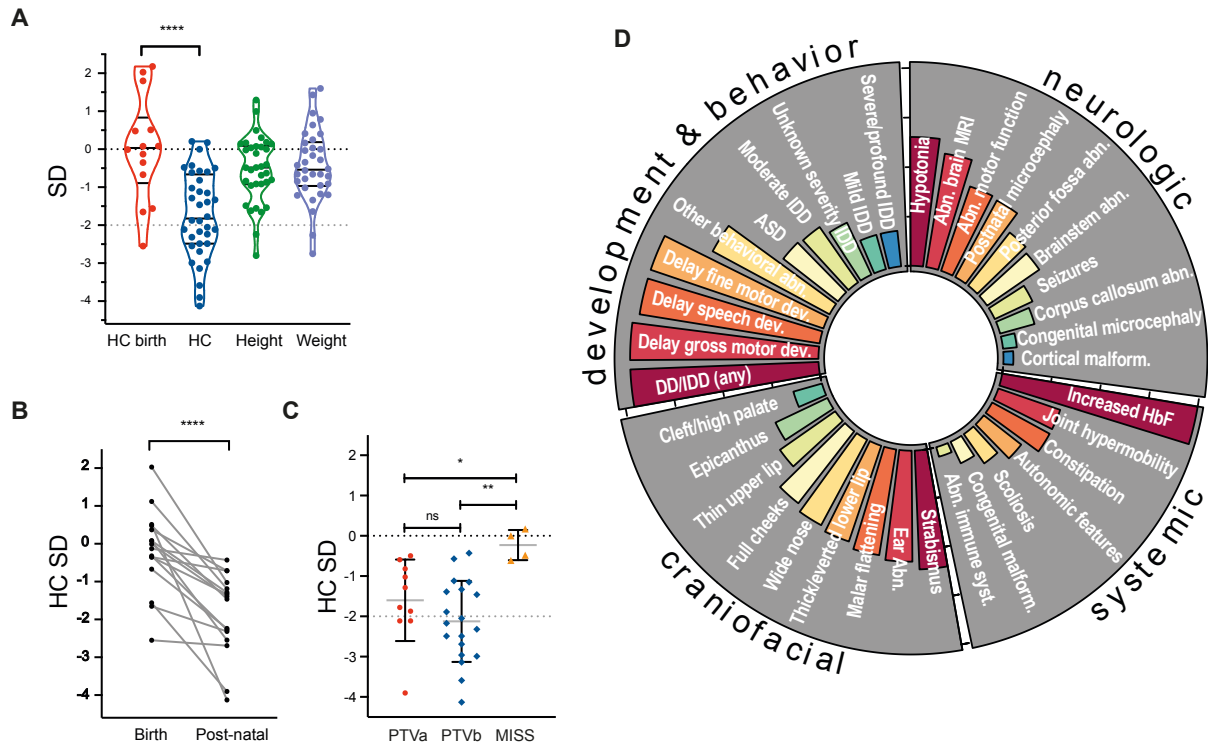 A
****
SD
2
1
0
-1
-2
-3
-4
HC birth
HC
Height
Weight
B
****
HC SD
2
1
0
-1
-2
-3
-4
Birth
Post-natal
C
*
**
ns
HC SD
2
1
0
-1
-2
-3
-4
PTVa
PTVb
MISS
D
neurologic
Hypotonia
Abn. brain MRI
Abn. motor function
Postnatal microcephaly
Posterior fossa abn.
Brainstem abn.
Seizures
Corpus callosum abn.
Congenital microcephaly
Cortical malform.
systemic
Increased HbF
Joint hypermobility
Constipation
Autonomic features
Scoliosis
Congenital malform.
Abn. immune syst.
craniofacial
Strabismus
Ear Abn.
Malar flattening
Thick/everted lower lip
Wide nose
Full cheeks
Thin upper lip
Epicanthus
Cleft/high palate
development & behavior
DD/IDD (any)
Delay gross motor dev.
Delay speech dev.
Delay fine motor dev.
Other behavioral abn.
ASD
Moderate IDD
Unknown severity IDD
Mild IDD
Severe/profound IDD